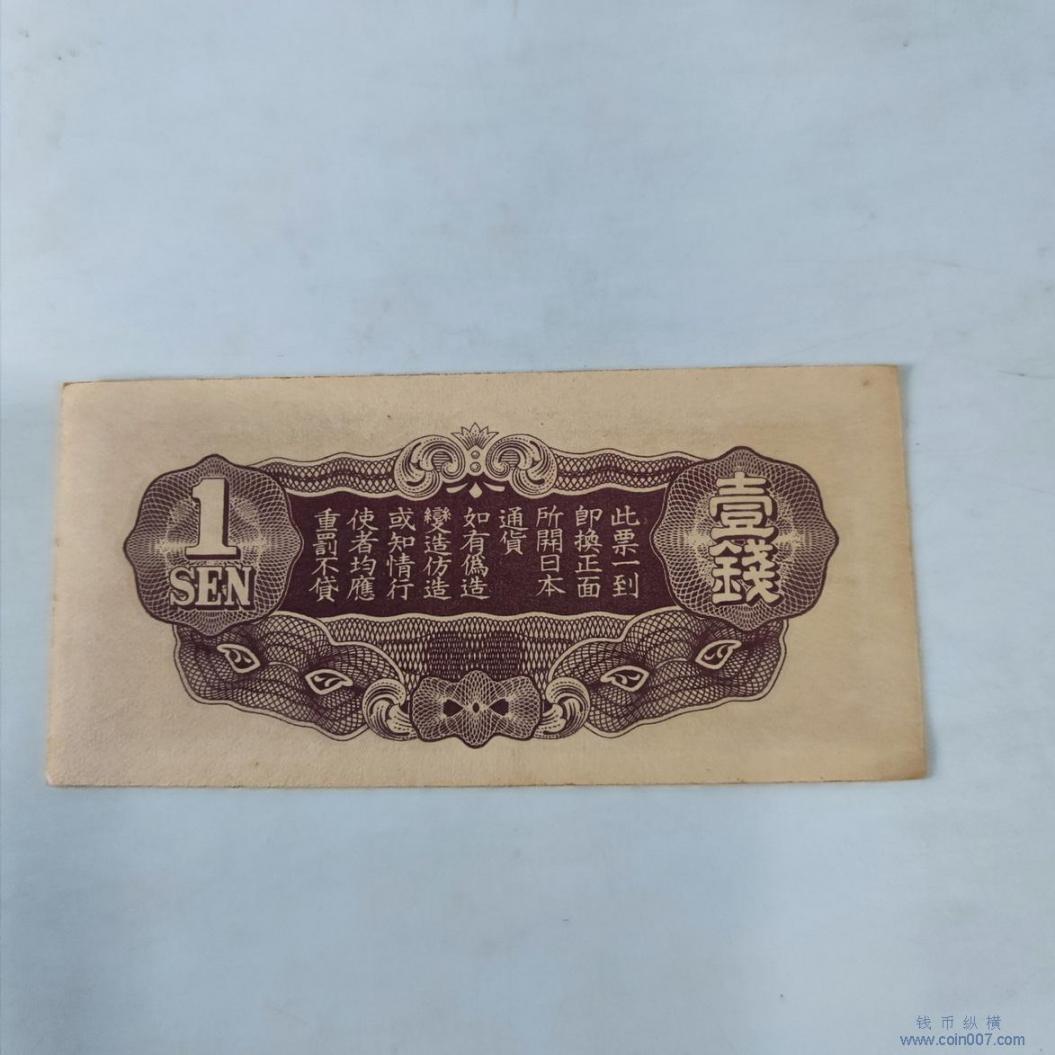 壹錢
此票一到
即換正面
所開日本
通貨
如有偽造
變造仿造
或知情行
使者均應
重罰不貸
1
SEN
钱币纵横
www.coin007.com